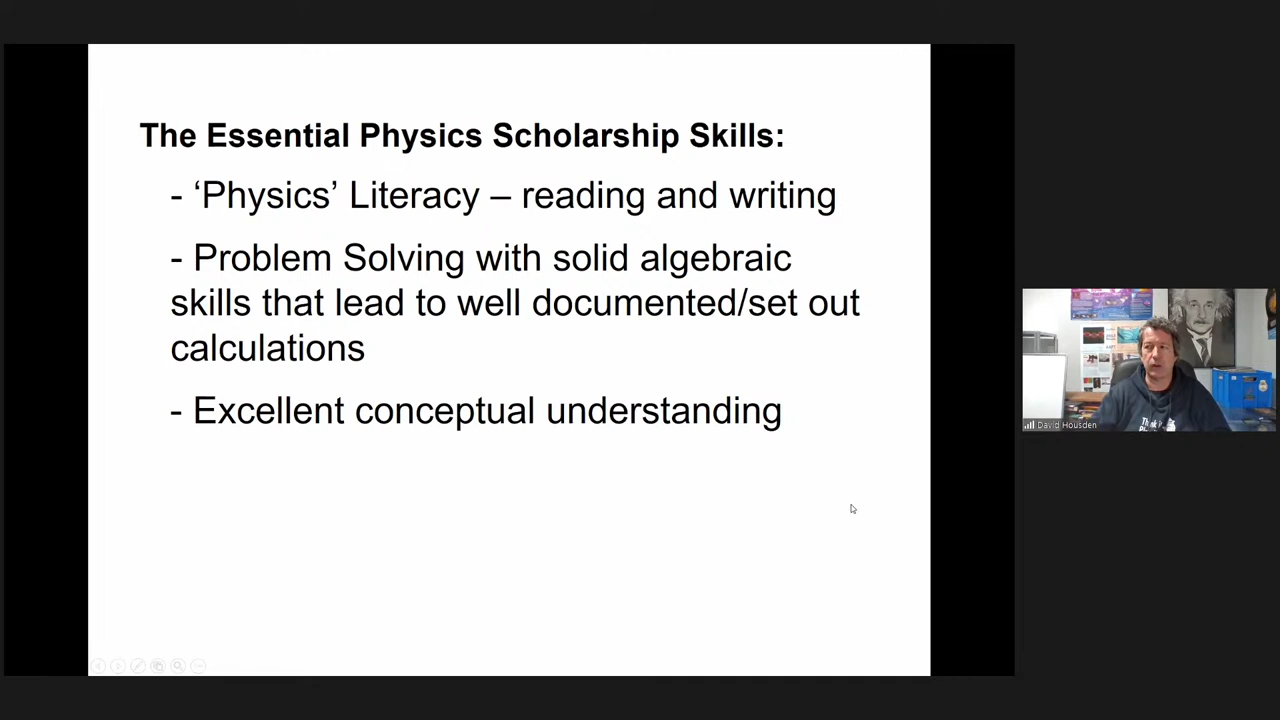 The Essential Physics Scholarship Skills:
- ‘Physics’ Literacy – reading and writing
- Problem Solving with solid algebraic
skills that lead to well documented/set out
calculations
- Excellent conceptual understanding
David Housden